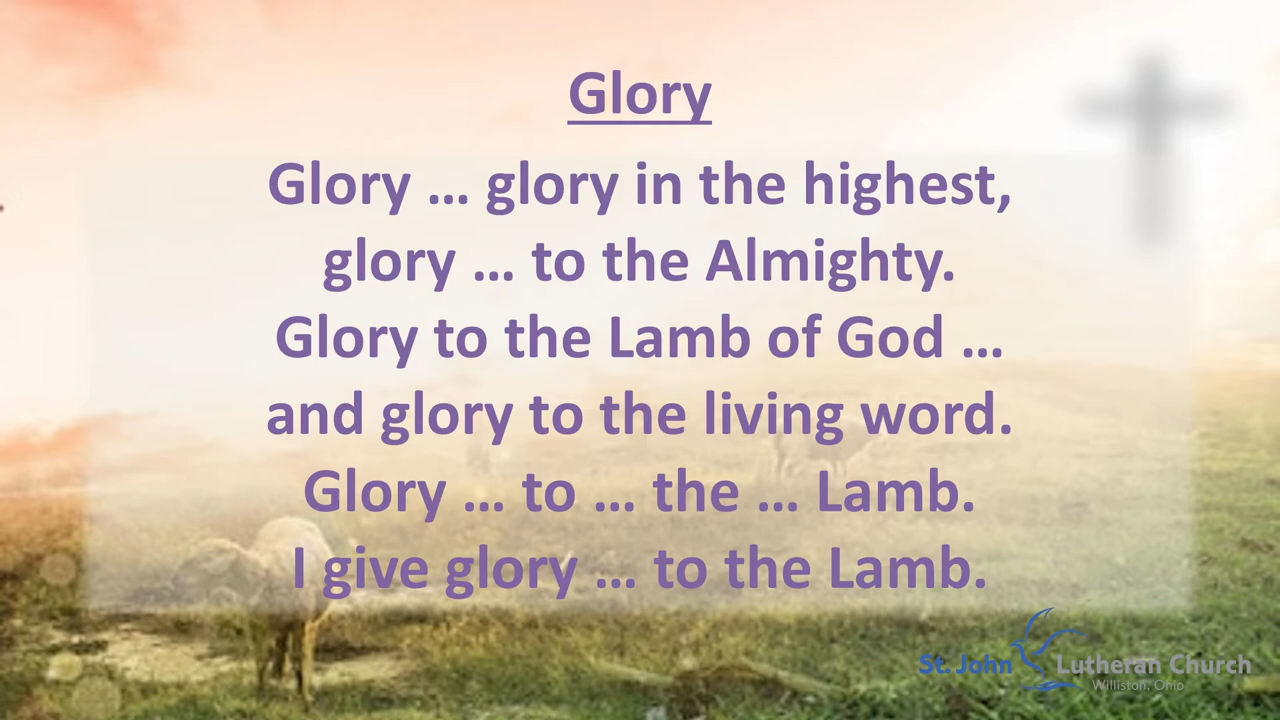 Glory
Glory … glory in the highest,
glory … to the Almighty.
Glory to the Lamb of God …
and glory to the living word.
Glory … to … the … Lamb.
I give glory … to the Lamb.
St. John Lutheran Church
Williston, Ohio